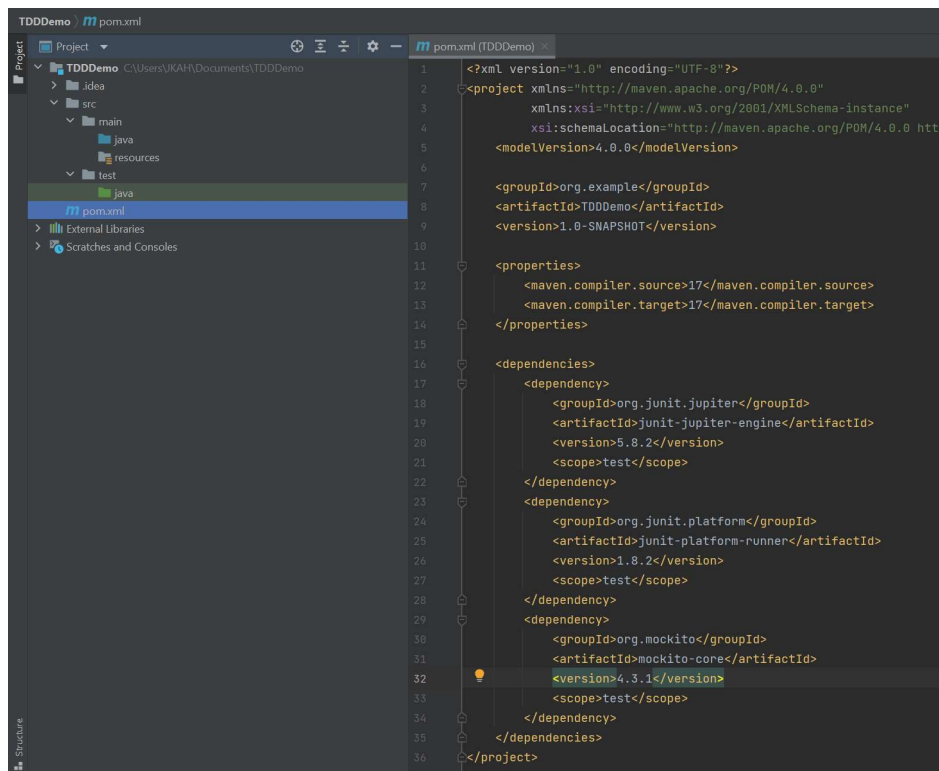 TDDDemo pom.xml
Project
Project
TDDDemo C:\Users\JKAH\Documents\TDDDemo
.idea
src
main
java
resources
test
java
pom.xml
External Libraries
Scratches and Consoles
Structure
pom.xml (TDDDemo)
1 <?xml version="1.0" encoding="UTF-8"?>
2 <project xmlns="http://maven.apache.org/POM/4.0.0"
3 xmlns:xsi="http://www.w3.org/2001/XMLSchema-instance"
4 xsi:schemaLocation="http://maven.apache.org/POM/4.0.0 htt
5 <modelVersion>4.0.0</modelVersion>
6
7 <groupId>org.example</groupId>
8 <artifactId>TDDDemo</artifactId>
9 <version>1.0-SNAPSHOT</version>
10
11 <properties>
12 <maven.compiler.source>17</maven.compiler.source>
13 <maven.compiler.target>17</maven.compiler.target>
14 </properties>
15
16 <dependencies>
17 <dependency>
18 <groupId>org.junit.jupiter</groupId>
19 <artifactId>junit-jupiter-engine</artifactId>
20 <version>5.8.2</version>
21 <scope>test</scope>
22 </dependency>
23 <dependency>
24 <groupId>org.junit.platform</groupId>
25 <artifactId>junit-platform-runner</artifactId>
26 <version>1.8.2</version>
27 <scope>test</scope>
28 </dependency>
29 <dependency>
30 <groupId>org.mockito</groupId>
31 <artifactId>mockito-core</artifactId>
32 <version>4.3.1</version>
33 <scope>test</scope>
34 </dependency>
35 </dependencies>
36 </project>